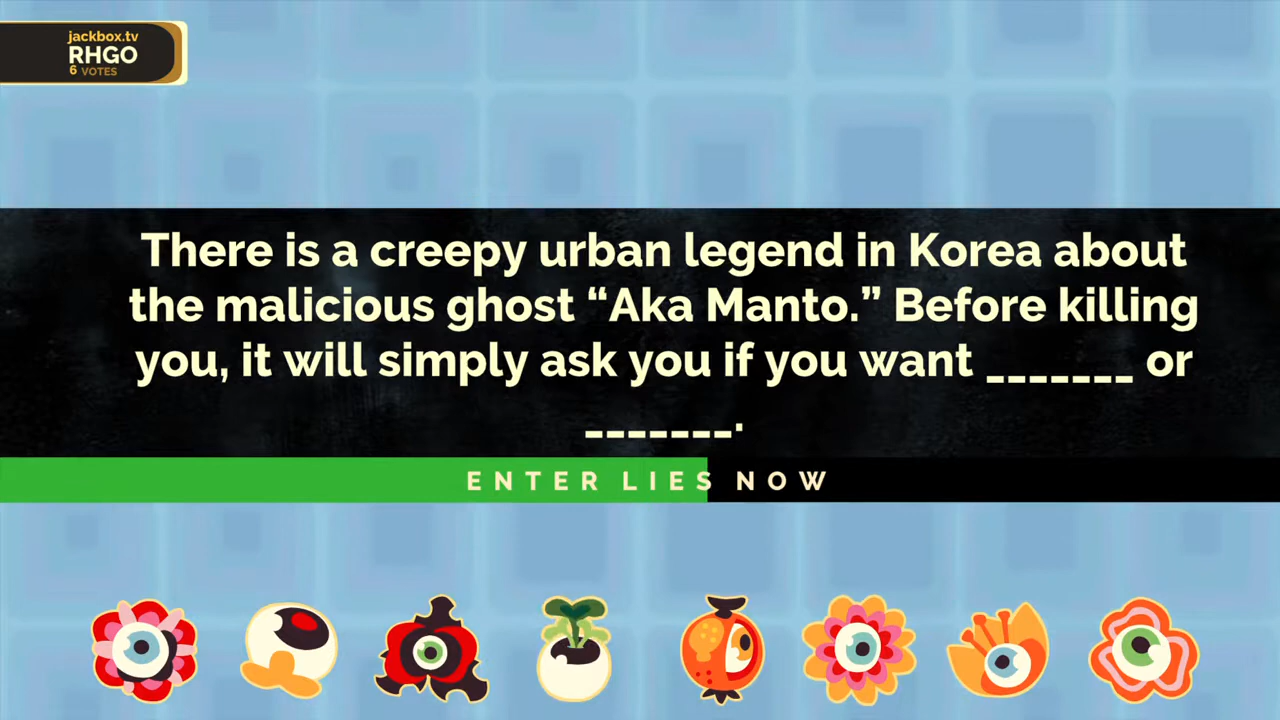 jackbox.tv
RHGO
6 VOTES
There is a creepy urban legend in Korea about
the malicious ghost “Aka Manto.” Before killing
you, it will simply ask you if you want _______ or
_______.
ENTER LIES NOW